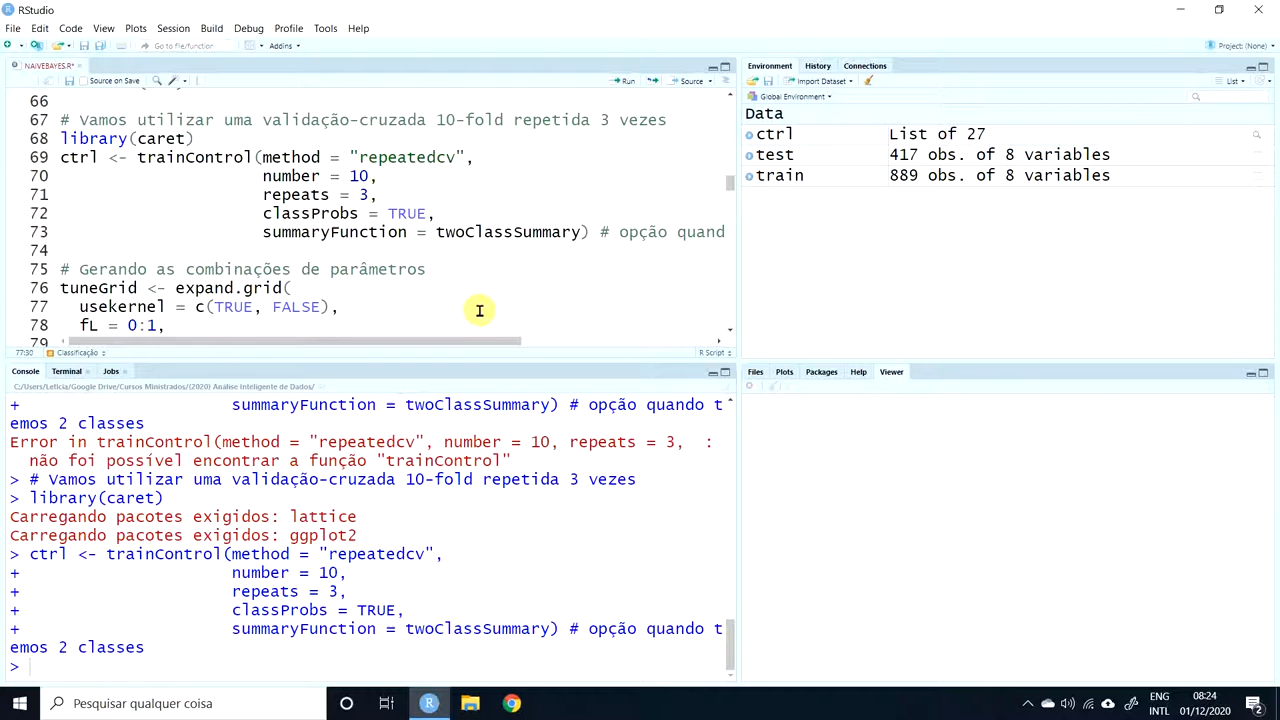 RStudio
File Edit Code View Plots Session Build Debug Profile Tools Help
Go to file/function Addins Project: (None)
NAIVEBAYES.R*
Source on Save Run Source
66
67 # Vamos utilizar uma validação-cruzada 10-fold repetida 3 vezes
68 library(caret)
69 ctrl <- trainControl(method = "repeatedcv",
70 number = 10,
71 repeats = 3,
72 classProbs = TRUE,
73 summaryFunction = twoClassSummary) # opção quand
74
75 # Gerando as combinações de parâmetros
76 tuneGrid <- expand.grid(
77 usekernel = c(TRUE, FALSE),
78 fL = 0:1,
79
77:30 Classificação R Script
Console Terminal Jobs
C:/Users/Leticia/Google Drive/Cursos Ministrados/(2020) Análise Inteligente de Dados/
+ summaryFunction = twoClassSummary) # opção quando t
emos 2 classes
Error in trainControl(method = "repeatedcv", number = 10, repeats = 3, :
não foi possível encontrar a função "trainControl"
> # Vamos utilizar uma validação-cruzada 10-fold repetida 3 vezes
> library(caret)
Carregando pacotes exigidos: lattice
Carregando pacotes exigidos: ggplot2
> ctrl <- trainControl(method = "repeatedcv",
+ number = 10,
+ repeats = 3,
+ classProbs = TRUE,
+ summaryFunction = twoClassSummary) # opção quando t
emos 2 classes
>
Environment History Connections
Import Dataset List
Global Environment
Data
ctrl List of 27
test 417 obs. of 8 variables
train 889 obs. of 8 variables
Files Plots Packages Help Viewer
Pesquisar qualquer coisa
ENG 08:24
INTL 01/12/2020 2